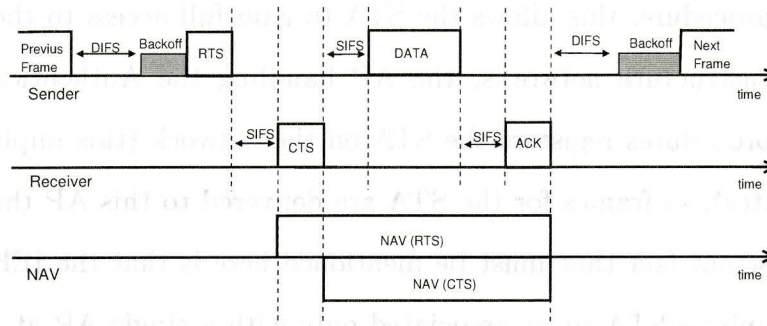 Previus
Frame
DIFS
Backoff
RTS
SIFS
DATA
DIFS
Backoff
Next
Frame
Sender
time
SIFS
CTS
SIFS
ACK
Receiver
time
NAV (RTS)
NAV
NAV (CTS)
time